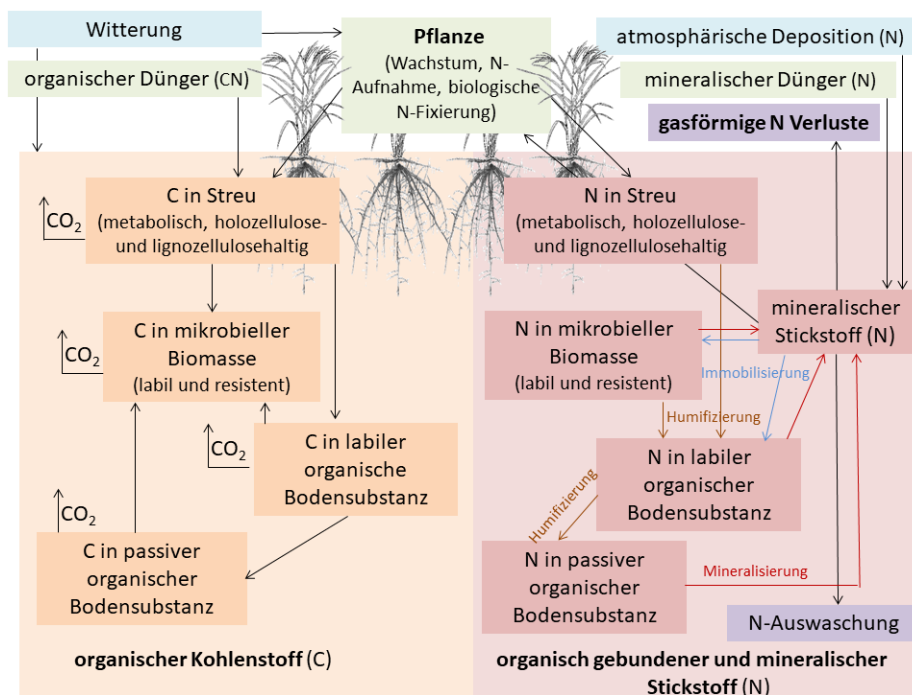 Witterung
organischer Dünger (CN)
Pflanze
(Wachstum, N-
Aufnahme, biologische
N-Fixierung)
atmosphärische Deposition (N)
mineralischer Dünger (N)
gasförmige N Verluste
C in Streu
(metabolisch, holozellulose-
und lignozellulosehaltig
CO2
C in mikrobieller
Biomasse
(labil und resistent)
CO2
C in labiler
organische
Bodensubstanz
CO2
C in passiver
organischer
Bodensubstanz
CO2
organischer Kohlenstoff (C)
N in Streu
(metabolisch, holozellulose-
und lignozellulosehaltig
mineralischer
Stickstoff (N)
N in mikrobieller
Biomasse
(labil und resistent)
Immobilisierung
Humifizierung
N in labiler
organischer
Bodensubstanz
Humifizierung
N in passiver
organischer
Bodensubstanz
Mineralisierung
N-Auswaschung
organisch gebundener und mineralischer
Stickstoff (N)